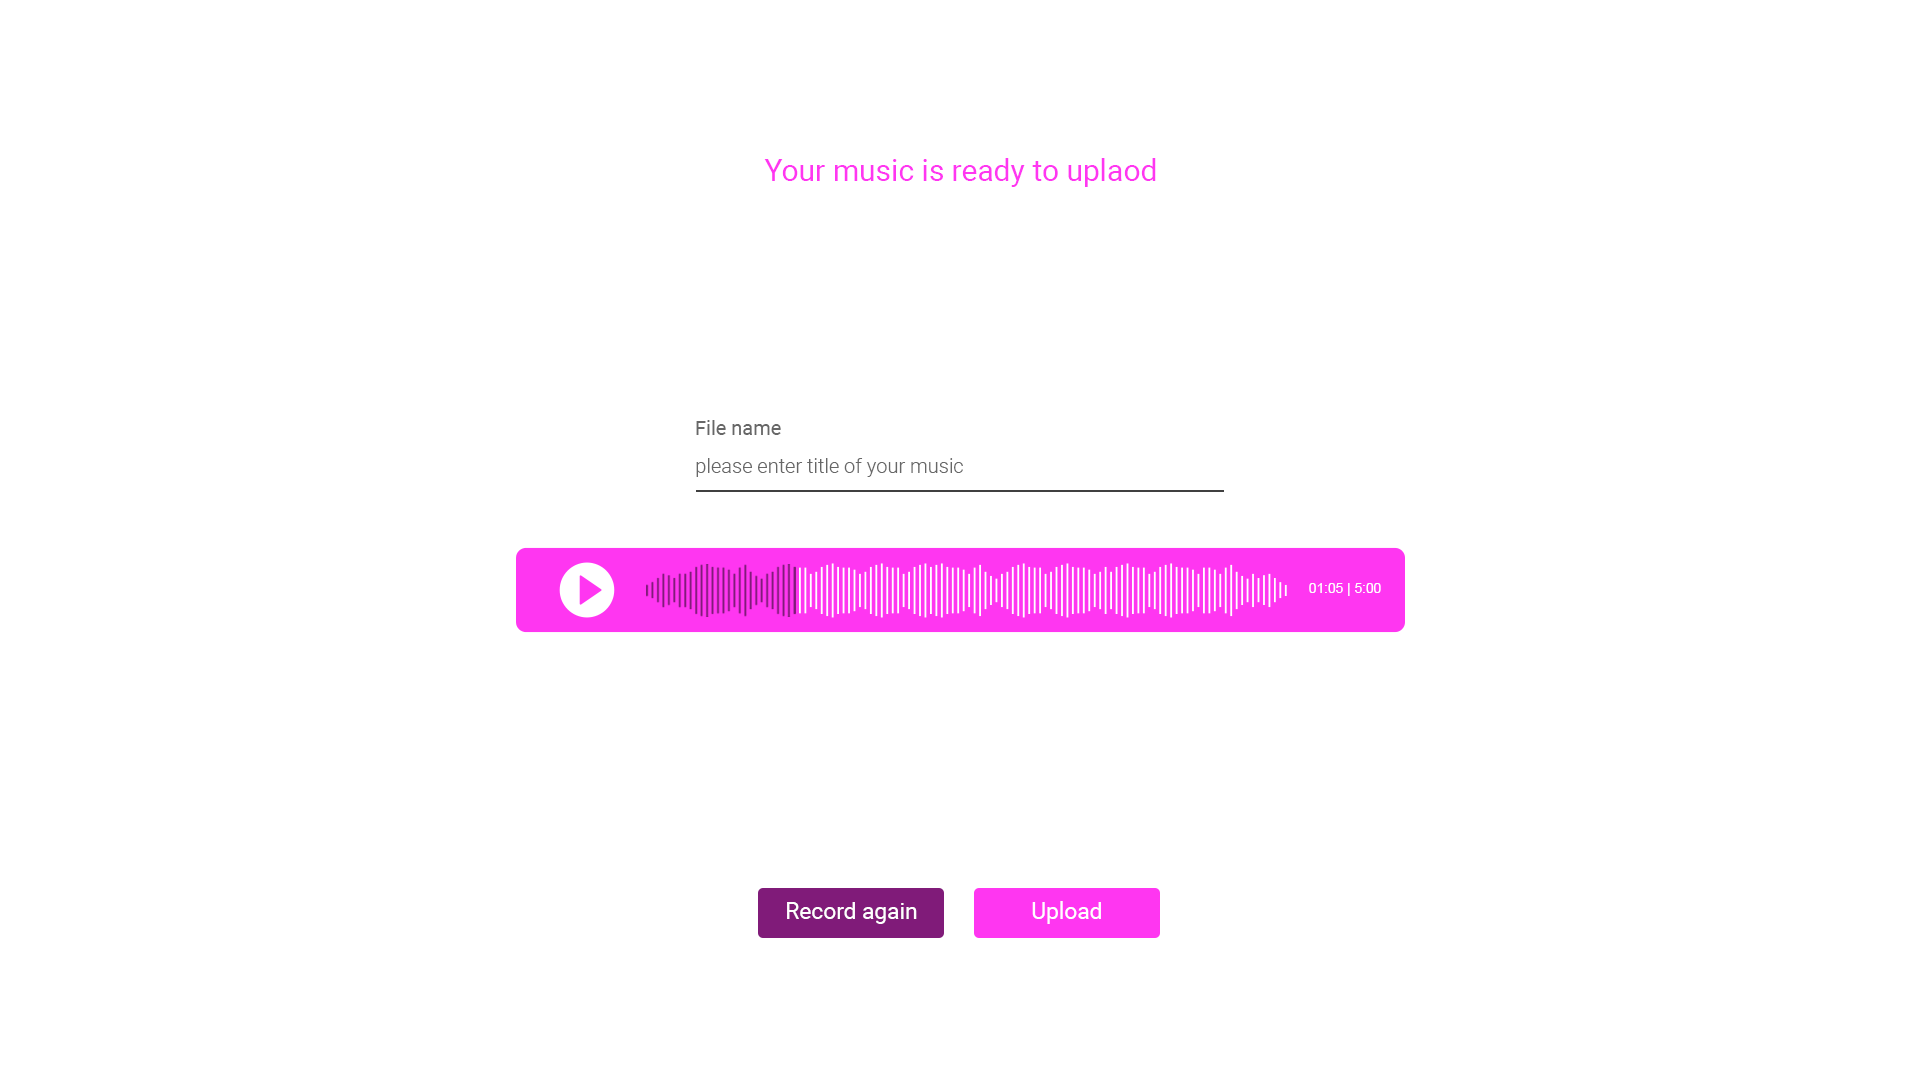 Your music is ready to uplaod
File name
please enter title of your music
01:05 | 5:00
Record again
Upload